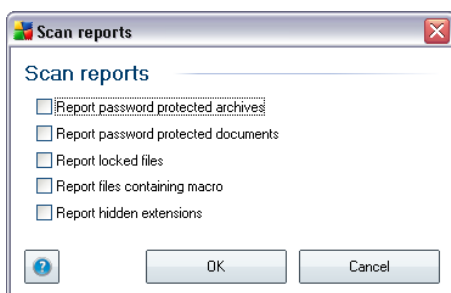 Scan reports
Scan reports
Report password protected archives
Report password protected documents
Report locked files
Report files containing macro
Report hidden extensions
?
OK
Cancel